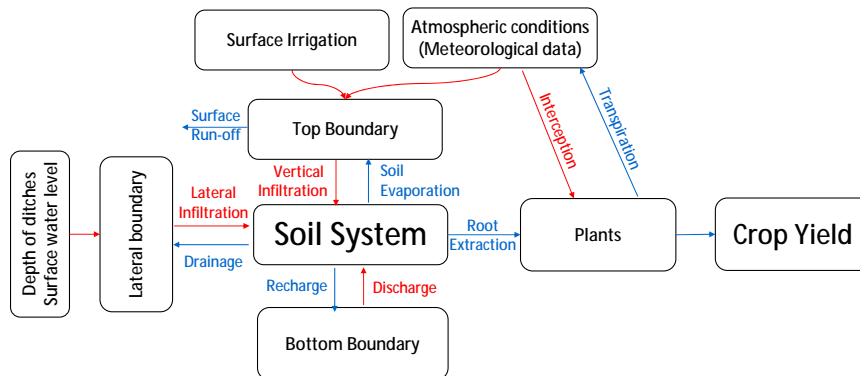 Surface Irrigation
Atmospheric conditions
(Meteorological data)
Surface
Run-off
Top Boundary
Interception
Transpiration
Vertical
Infiltration
Soil
Evaporation
Depth of ditches
Surface water level
Lateral boundary
Lateral
Infiltration
Drainage
Soil System
Root
Extraction
Plants
Crop Yield
Recharge
Discharge
Bottom Boundary